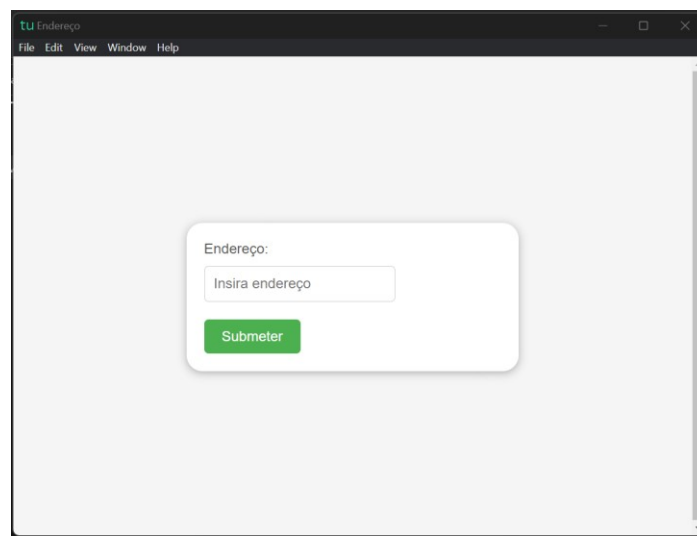 tu Endereço
File Edit View Window Help
Endereço:
Insira endereço
Submeter